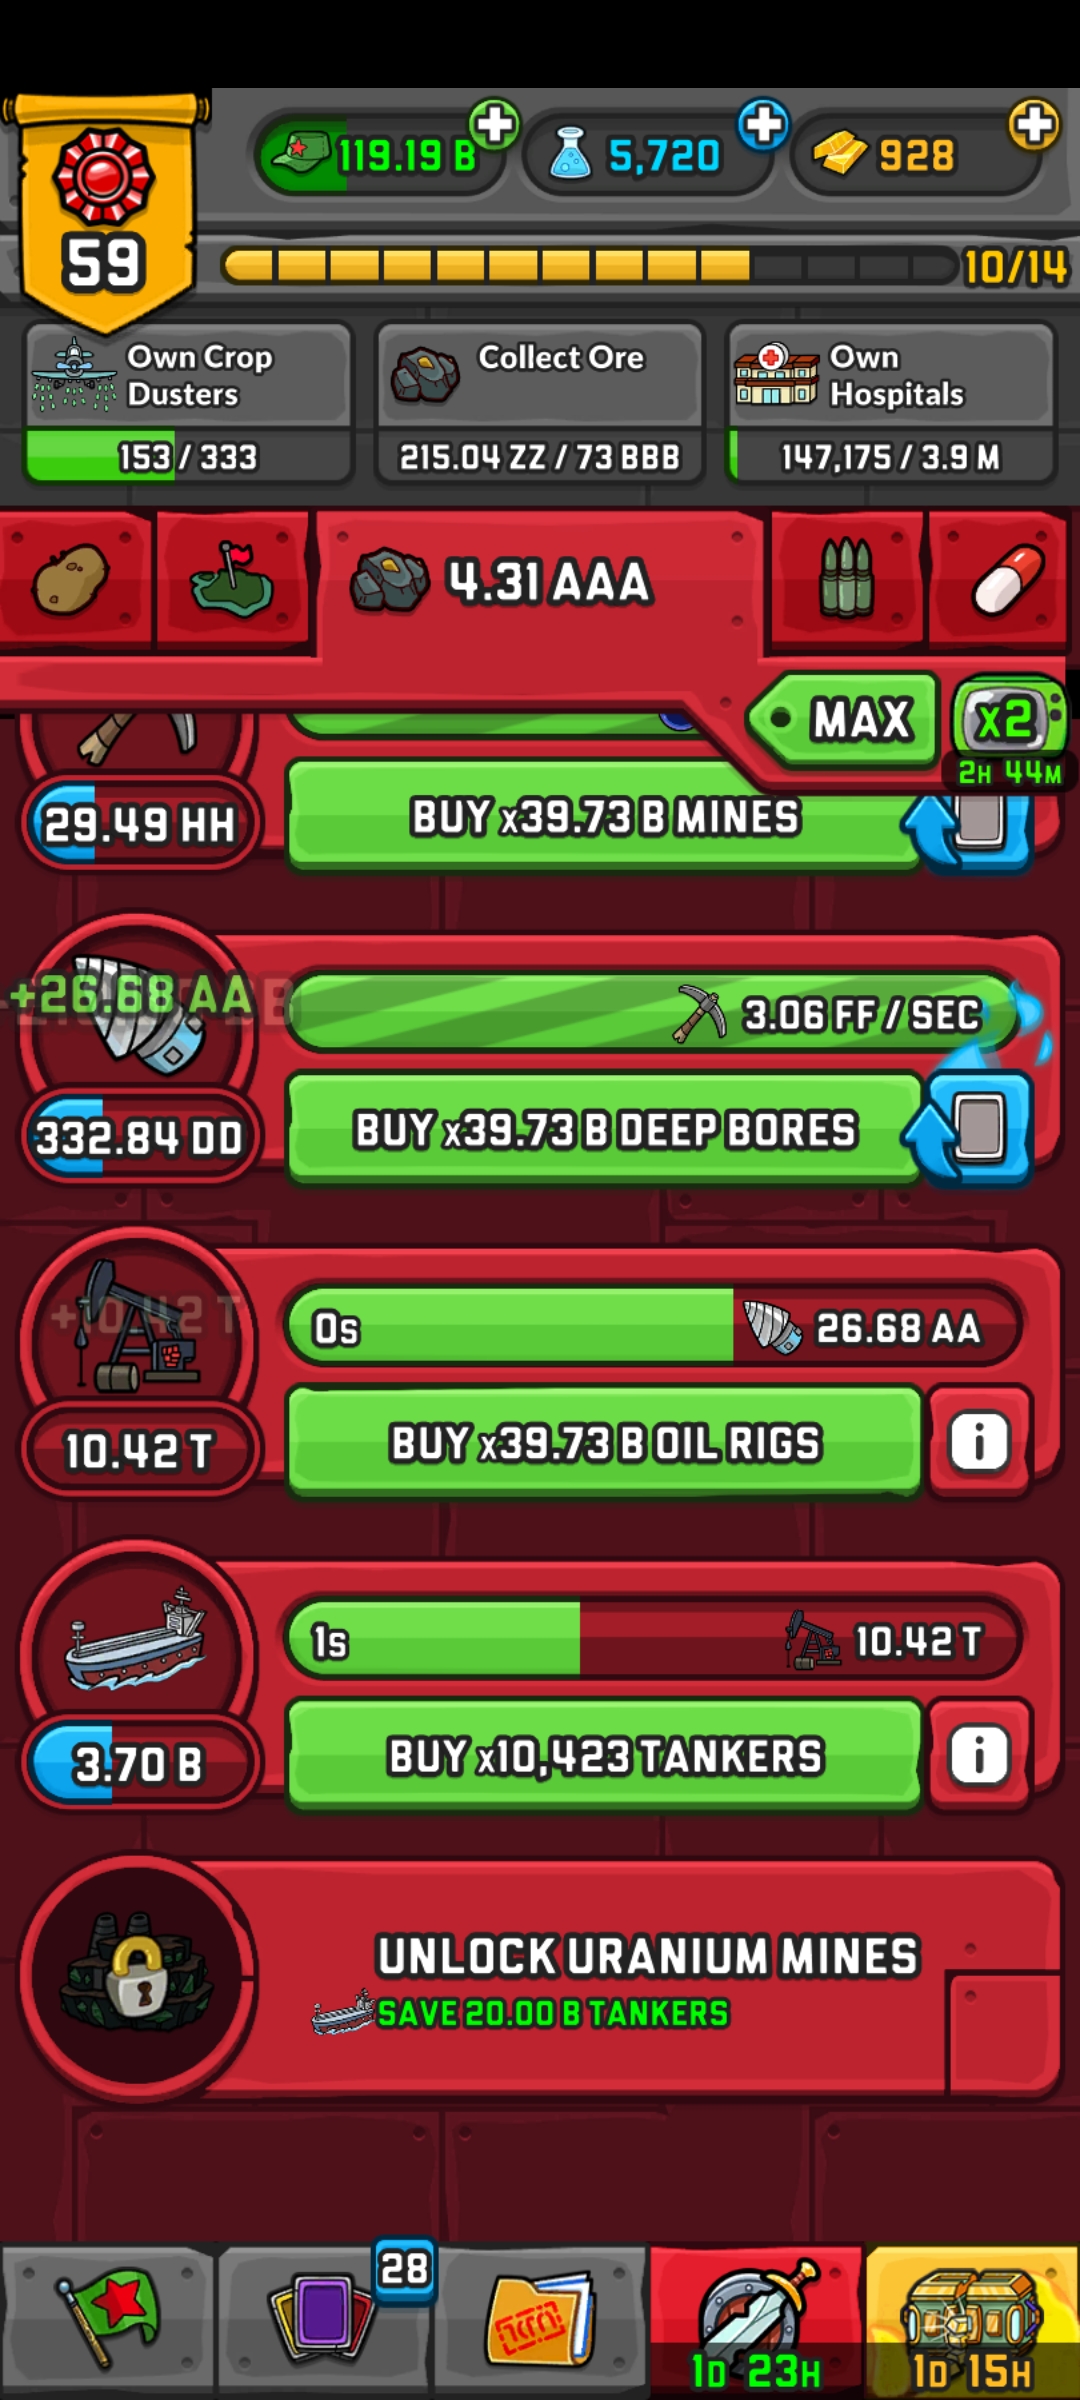 119.19 B
5,720
928
59
10/14
Own Crop
Dusters
153 / 333
Collect Ore
215.04 ZZ / 73 BBB
Own
Hospitals
147,175 / 3.9 M
4.31 AAA
MAX
x2
2H 44M
29.49 HH
BUY x39.73 B MINES
+26.68 AA
3.06 FF / SEC
332.84 DD
BUY x39.73 B DEEP BORES
+10.42 T
0s
26.68 AA
10.42 T
BUY x39.73 B OIL RIGS
i
1s
10.42 T
3.70 B
BUY x10,423 TANKERS
i
UNLOCK URANIUM MINES
SAVE 20.00 B TANKERS
28
1D 23H
1D 15H